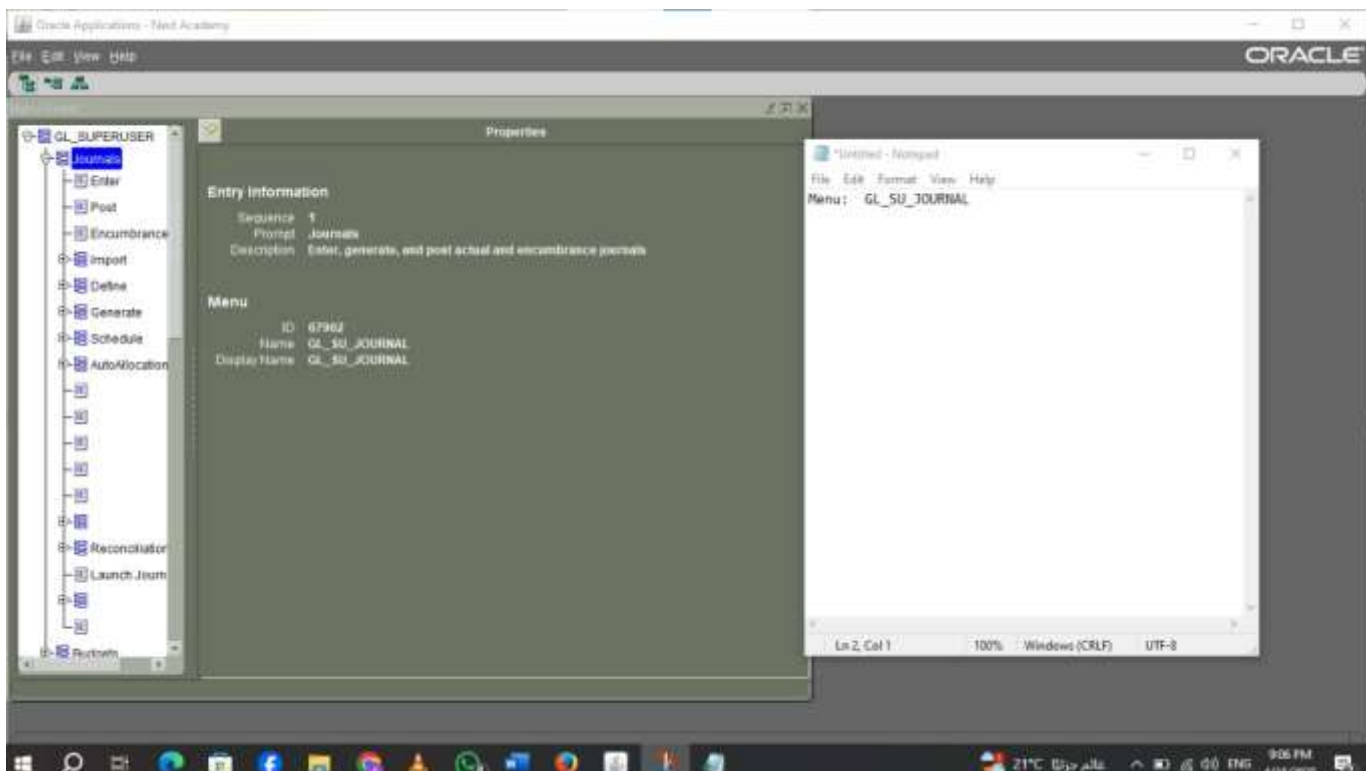 Oracle Applications - Next Academy
File Edit View Help
ORACLE
GL_SUPERUSER
Journals
Enter
Post
Encumbrance
Import
Define
Generate
Schedule
AutoAllocation
Reconciliation
Launch Journ
Budgets
Properties
Entry Information
Sequence 1
Prompt Journals
Description Enter, generate, and post actual and encumbrance journals
Menu
ID 67902
Name GL_SU_JOURNAL
Display Name GL_SU_JOURNAL
*Untitled - Notepad
File Edit Format View Help
Menu: GL_SU_JOURNAL
Ln 2, Col 1 100% Windows (CRLF) UTF-8
21°C غائم جزئيًا ENG 9:06 PM